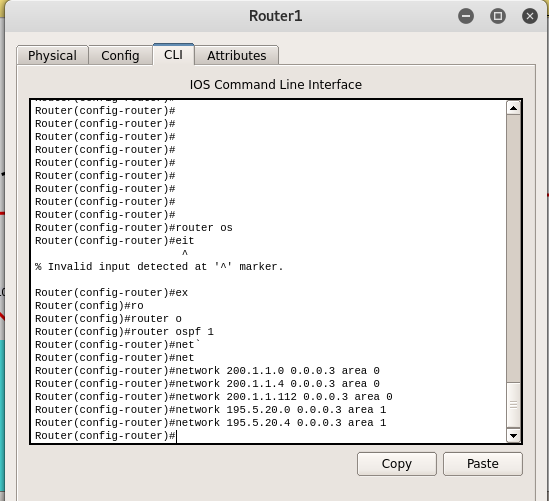 Router1
Physical Config CLI Attributes
IOS Command Line Interface
Router(config-router)#
Router(config-router)#
Router(config-router)#
Router(config-router)#
Router(config-router)#
Router(config-router)#
Router(config-router)#
Router(config-router)#
Router(config-router)#
Router(config-router)#
Router(config-router)#router os
Router(config-router)#eit
^
% Invalid input detected at '^' marker.
Router(config-router)#ex
Router(config)#ro
Router(config)#router o
Router(config)#router ospf 1
Router(config-router)#net`
Router(config-router)#net
Router(config-router)#network 200.1.1.0 0.0.0.3 area 0
Router(config-router)#network 200.1.1.4 0.0.0.3 area 0
Router(config-router)#network 200.1.1.112 0.0.0.3 area 0
Router(config-router)#network 195.5.20.0 0.0.0.3 area 1
Router(config-router)#network 195.5.20.4 0.0.0.3 area 1
Router(config-router)#
Copy Paste